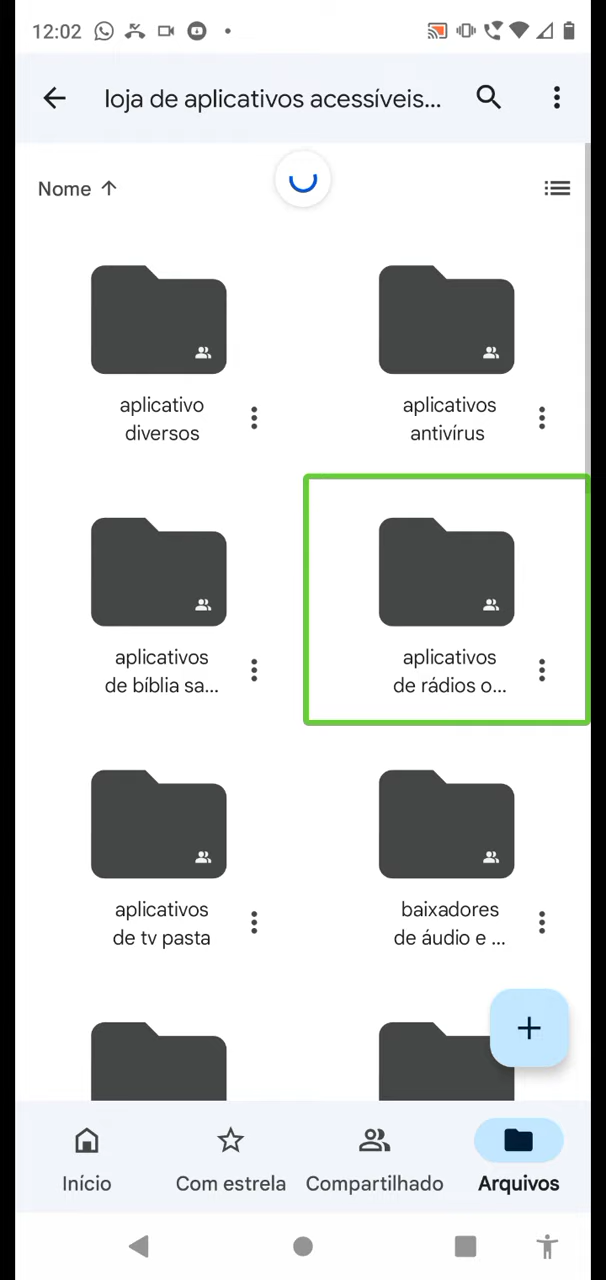 12:02
loja de aplicativos acessíveis...
Nome
aplicativo
diversos
aplicativos
antivírus
aplicativos
de bíblia sa...
aplicativos
de rádios o...
aplicativos
de tv pasta
baixadores
de áudio e ...
Início
Com estrela
Compartilhado
Arquivos